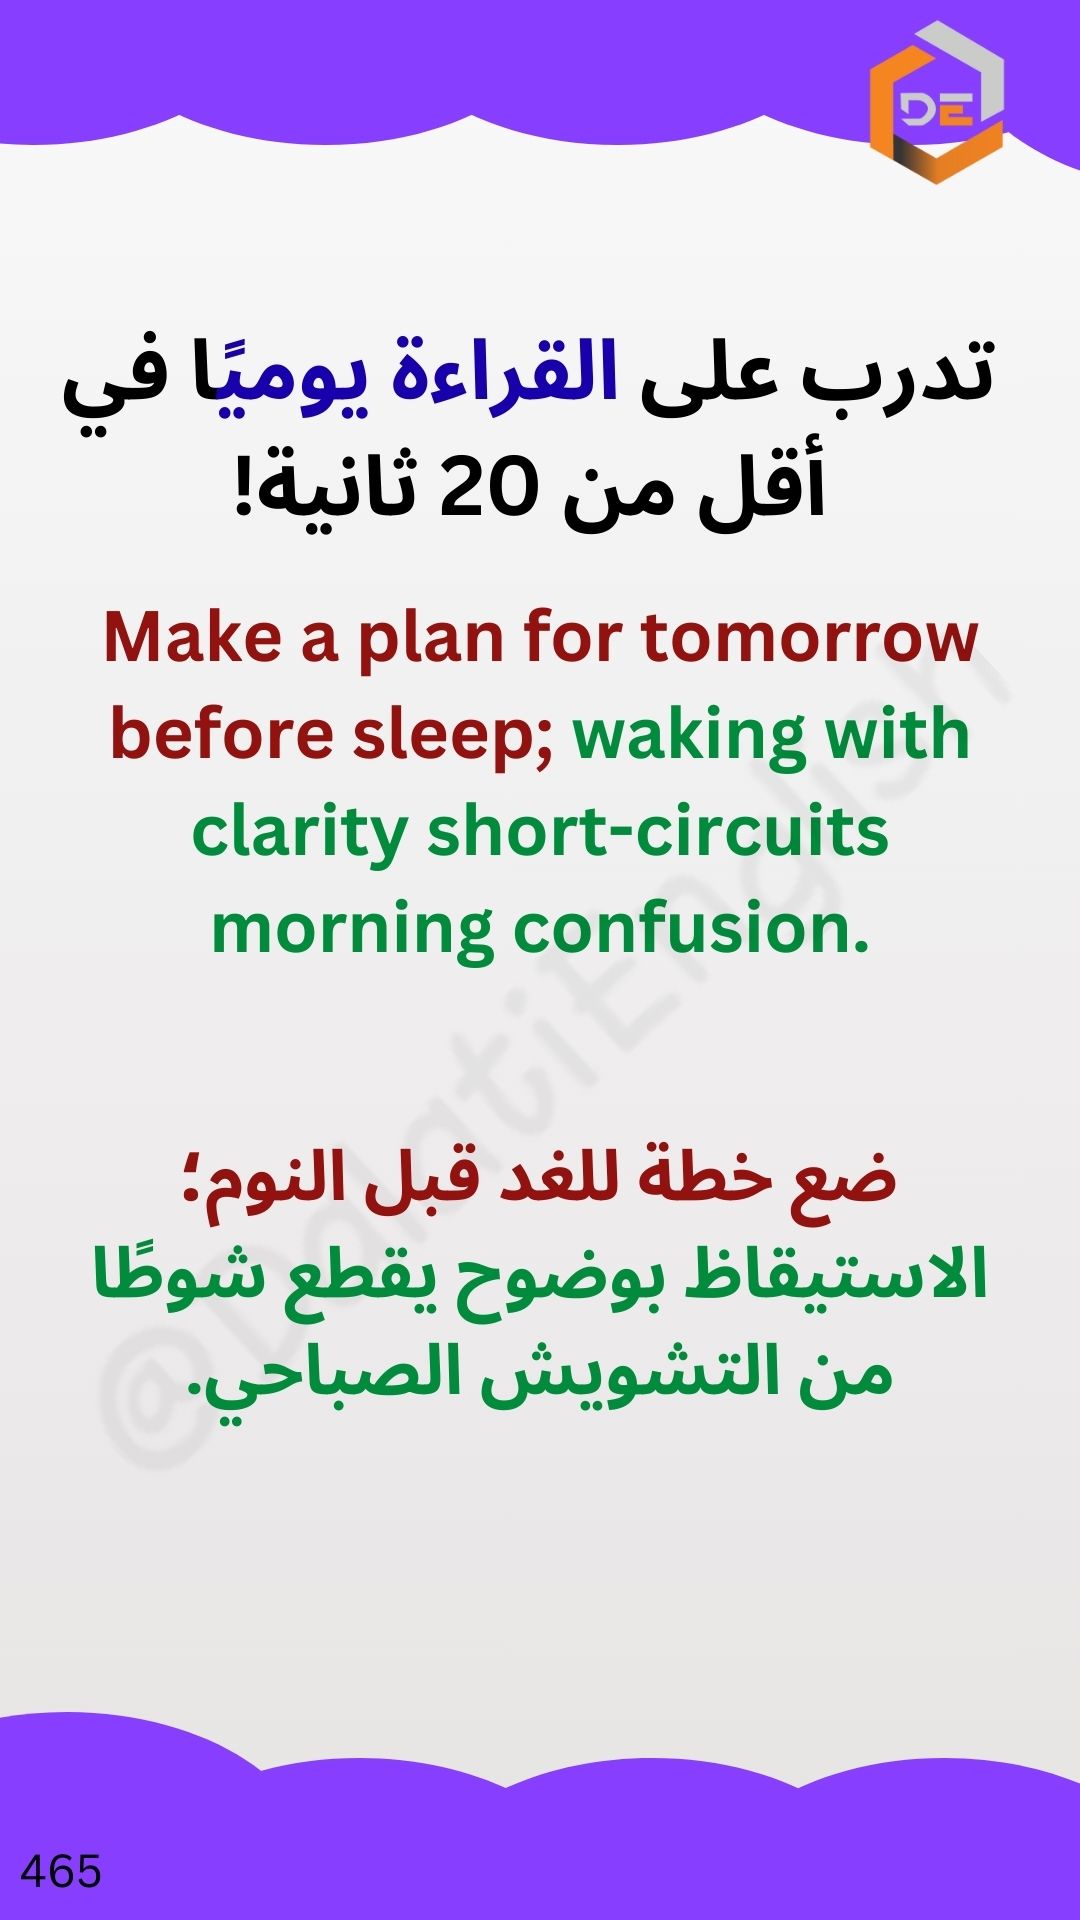 DE
تدرب على القراءة يوميًا في
أقل من 20 ثانية!
Make a plan for tomorrow
before sleep; waking with
clarity short-circuits
morning confusion.
ضع خطة للغد قبل النوم؛
الاستيقاظ بوضوح يقطع شوطًا
من التشويش الصباحي.
@DalatiEnglish
465